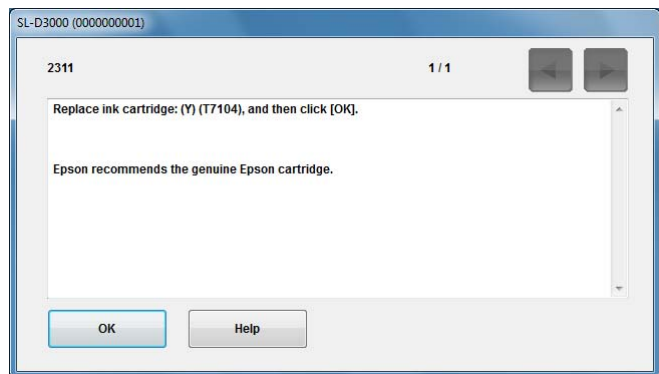 SL-D3000 (0000000001)
2311 1 / 1
Replace ink cartridge: (Y) (T7104), and then click [OK].
Epson recommends the genuine Epson cartridge.
OK Help